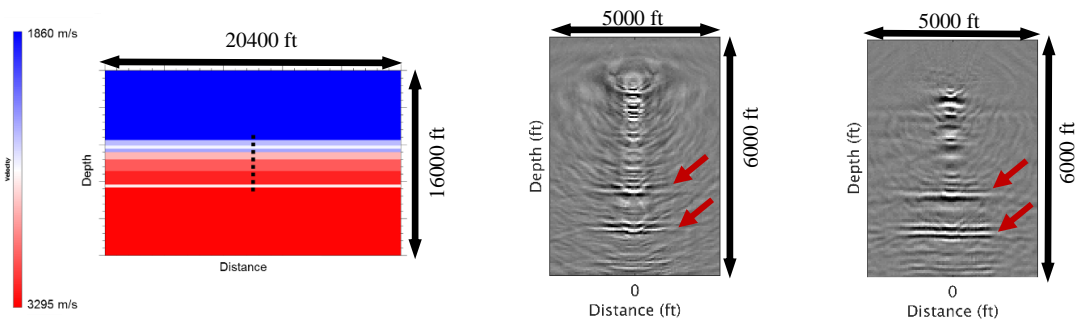 1860 m/s
Velocity
3295 m/s
20400 ft
Depth
16000 ft
Distance
5000 ft
Depth (ft)
6000 ft
0
Distance (ft)
5000 ft
Depth (ft)
6000 ft
0
Distance (ft)